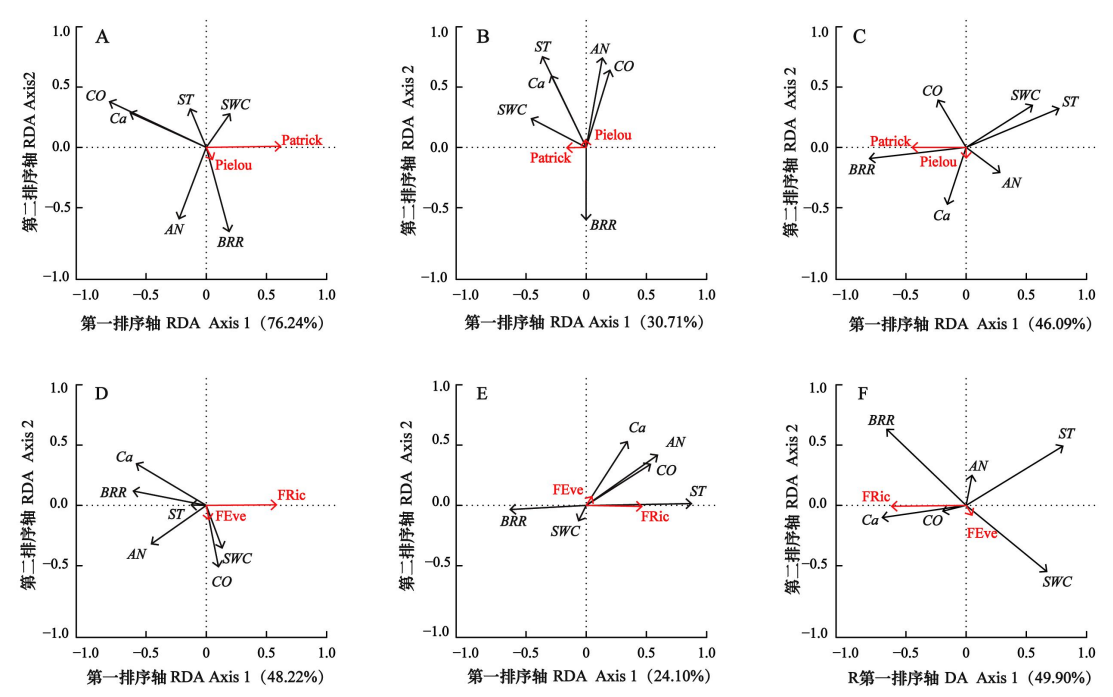 A
1.0
0.5
0.0
−0.5
−1.0
第二排序轴 RDA Axis2
CO
Ca
ST
SWC
Patrick
Pielou
AN
BRR
−1.0 −0.5 0 0.5 1.0
第一排序轴 RDA Axis 1（76.24%）
B
1.0
0.5
0.0
−0.5
−1.0
第二排序轴 RDA Axis 2
ST
AN
CO
Ca
SWC
Pielou
Patrick
BRR
−1.0 −0.5 0 0.5 1.0
第一排序轴 RDA Axis 1（30.71%）
C
1.0
0.5
0.0
−0.5
−1.0
第二排序轴 RDA Axis 2
CO
SWC
ST
Patrick
Pielou
BRR
AN
Ca
−1.0 −0.5 0 0.5 1.0
第一排序轴 RDA Axis 1（46.09%）
D
1.0
0.5
0.0
−0.5
−1.0
第二排序轴 RDA Axis 2
Ca
BRR
FRic
ST
FEve
AN
SWC
CO
−1.0 −0.5 0 0.5 1.0
第一排序轴 RDA Axis 1（48.22%）
E
1.0
0.5
0.0
−0.5
−1.0
第二排序轴 RDA Axis 2
Ca
AN
CO
FEve
ST
FRic
BRR
SWC
−1.0 −0.5 0 0.5 1.0
第一排序轴 RDA Axis 1（24.10%）
F
1.0
0.5
0.0
−0.5
−1.0
第二排序轴 RDA Axis 2
BRR
ST
AN
FRic
Ca
CO
FEve
SWC
−1.0 −0.5 0 0.5 1.0
R第一排序轴 DA Axis 1（49.90%）